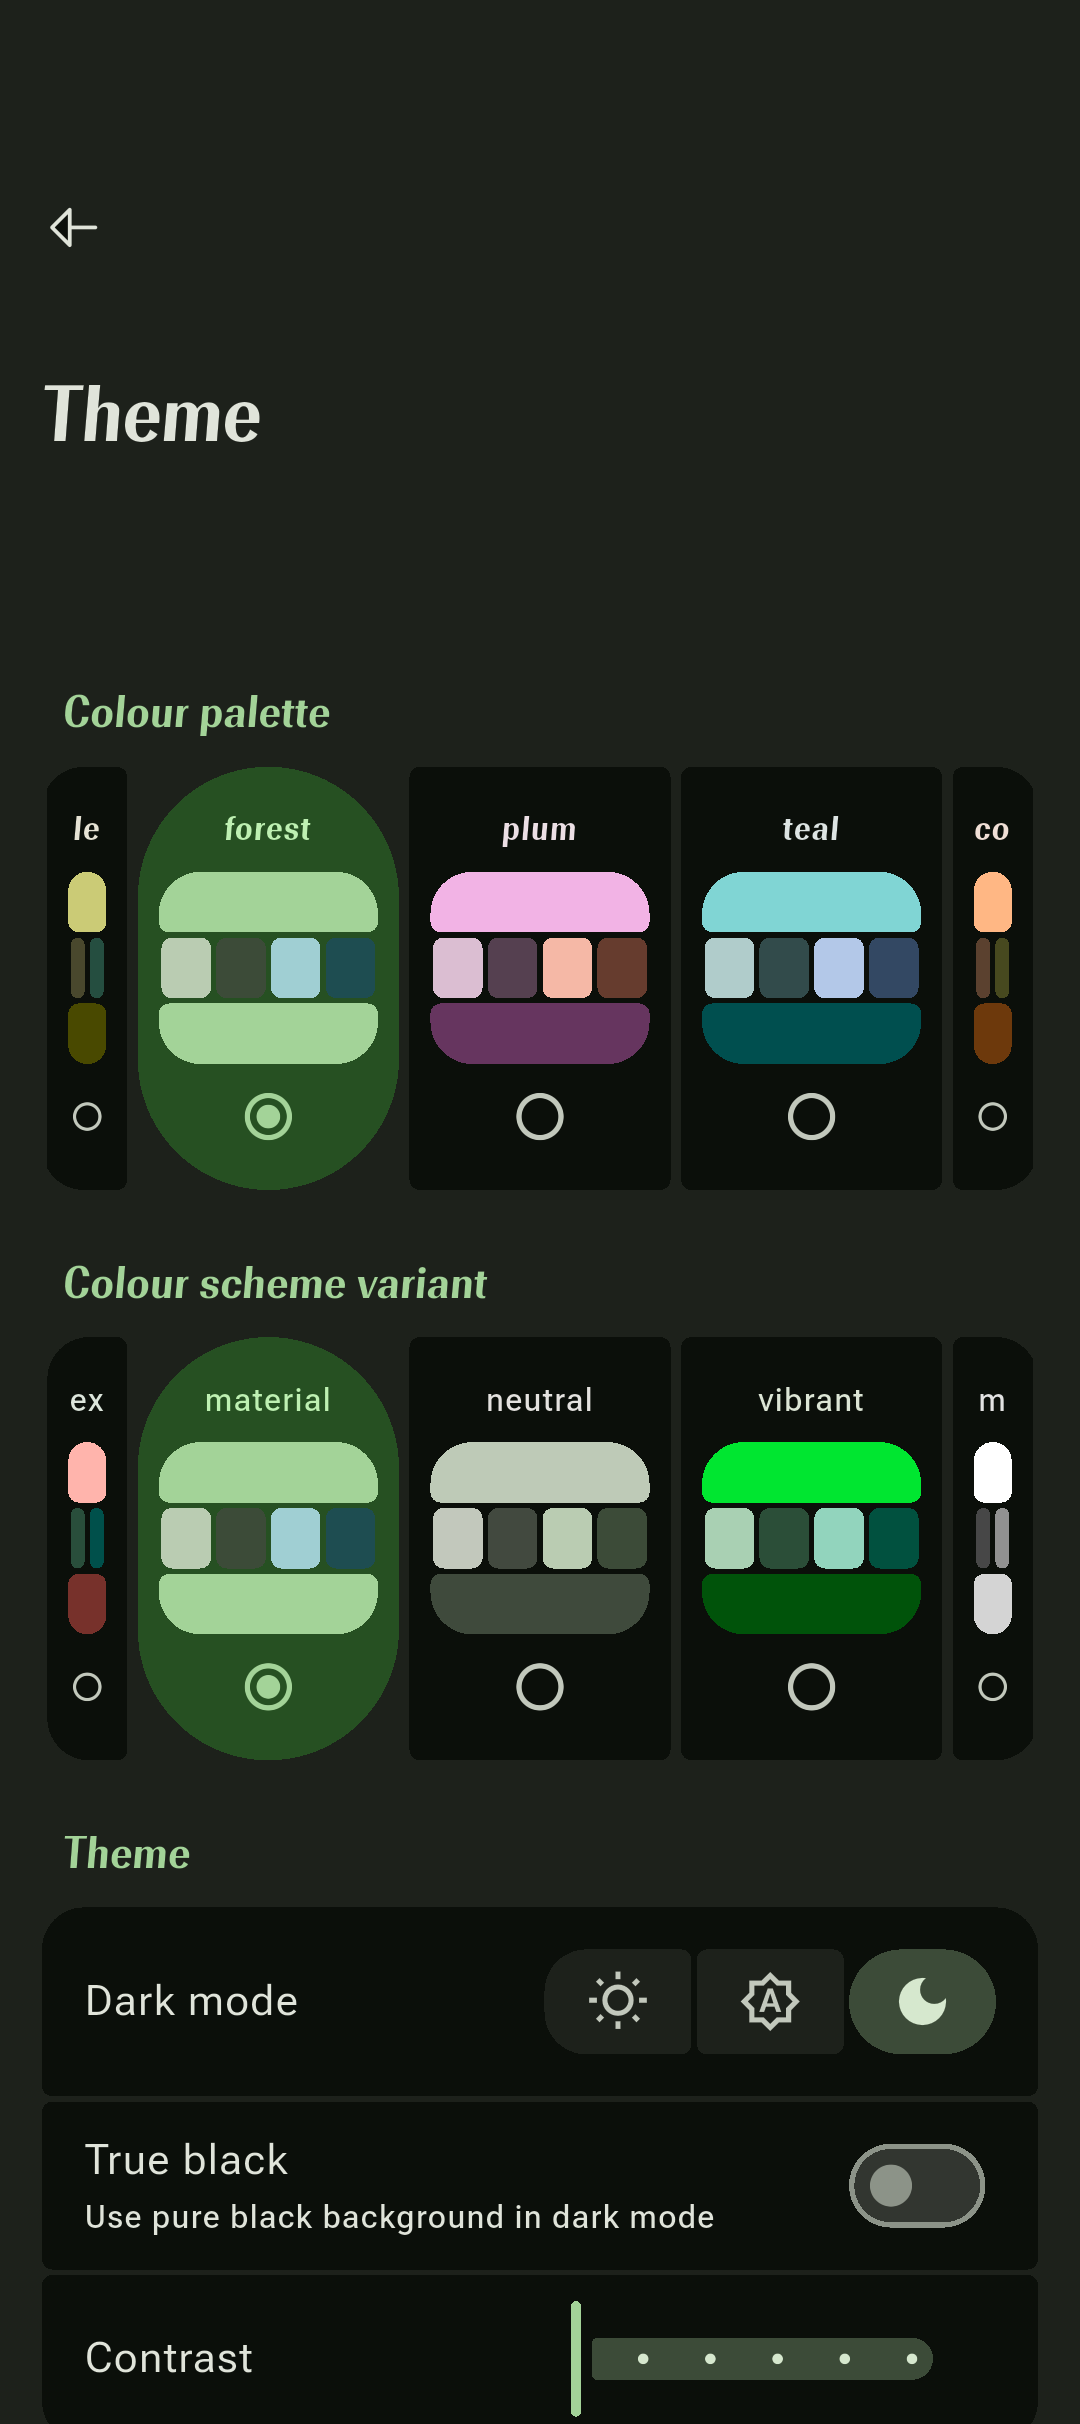 Theme
Colour palette
le
forest
plum
teal
co
Colour scheme variant
ex
material
neutral
vibrant
m
Theme
Dark mode
A
True black
Use pure black background in dark mode
Contrast